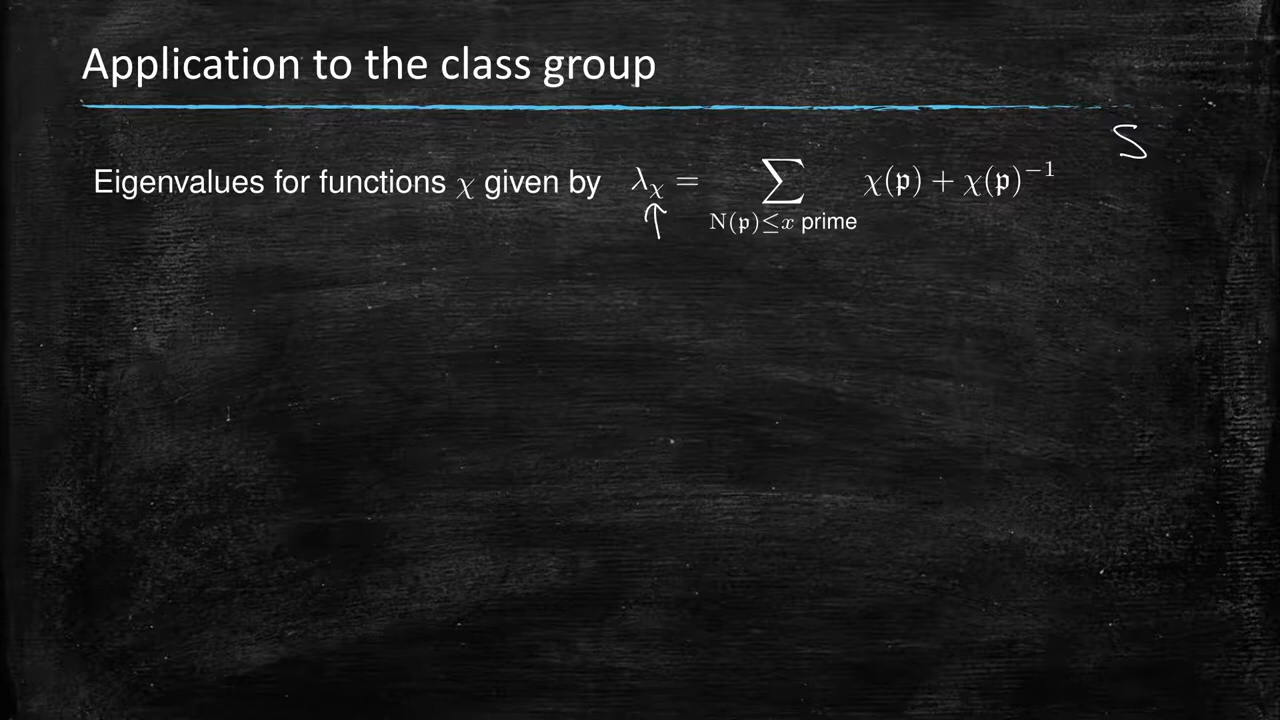 Application to the class group
S
Eigenvalues for functions χ given by λ_χ = ∑_{N(𝔭)≤x prime} χ(𝔭) + χ(𝔭)⁻¹
↑